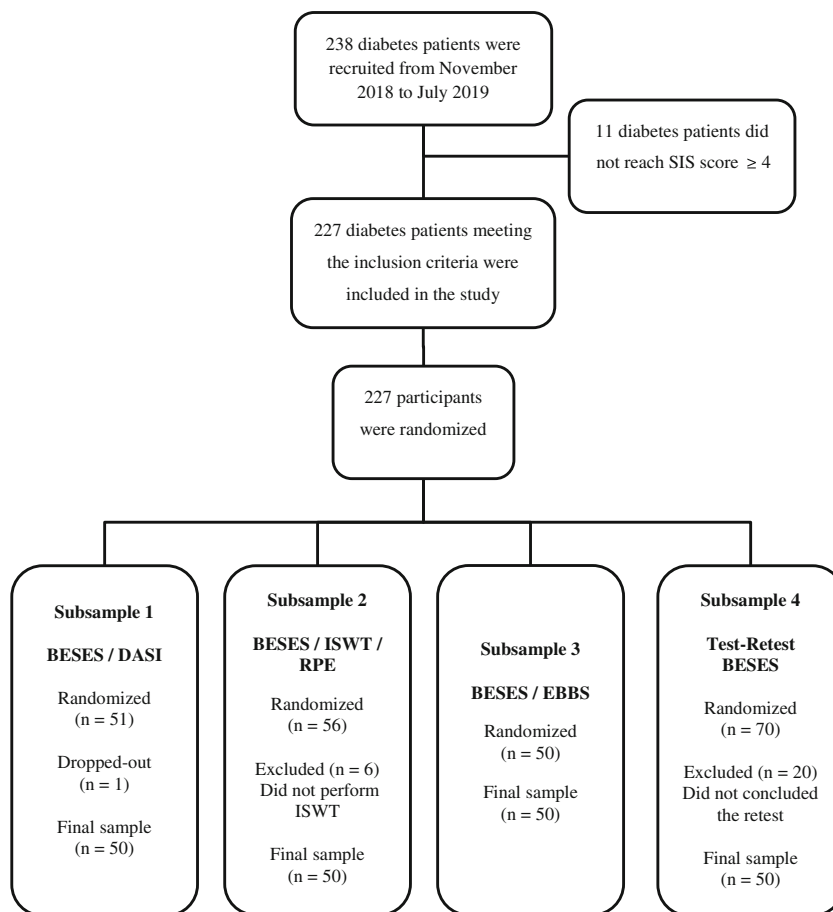 238 diabetes patients were
recruited from November
2018 to July 2019
11 diabetes patients did
not reach SIS score ≥ 4
227 diabetes patients meeting
the inclusion criteria were
included in the study
227 participants
were randomized
Subsample 1
BESES / DASI
Randomized
(n = 51)
Dropped-out
(n = 1)
Final sample
(n = 50)
Subsample 2
BESES / ISWT /
RPE
Randomized
(n = 56)
Excluded (n = 6)
Did not perform
ISWT
Final sample
(n = 50)
Subsample 3
BESES / EBBS
Randomized
(n = 50)
Final sample
(n = 50)
Subsample 4
Test-Retest
BESES
Randomized
(n = 70)
Excluded (n = 20)
Did not concluded
the retest
Final sample
(n = 50)